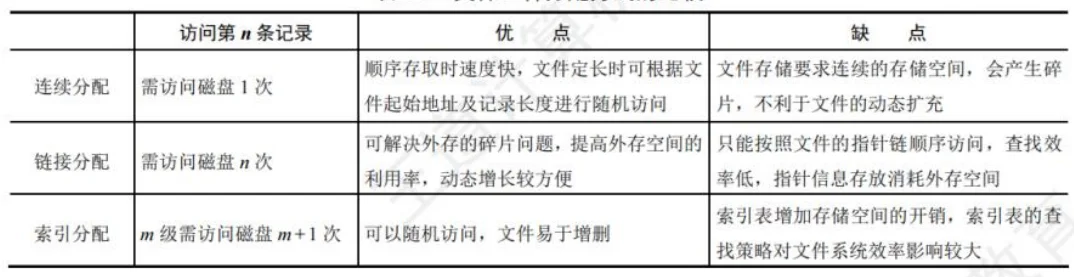 访问第 n 条记录 优 点 缺 点
连续分配 需访问磁盘 1 次 顺序存取时速度快，文件定长时可根据文 文件存储要求连续的存储空间，会产生碎
件起始地址及记录长度进行随机访问 片，不利于文件的动态扩充
链接分配 需访问磁盘 n 次 可解决外存的碎片问题，提高外存空间的 只能按照文件的指针链顺序访问，查找效
利用率，动态增长较方便 率低，指针信息存放消耗外存空间
索引分配 m 级需访问磁盘 m+1 次 可以随机访问，文件易于增删 索引表增加存储空间的开销，索引表的查
找策略对文件系统效率影响较大